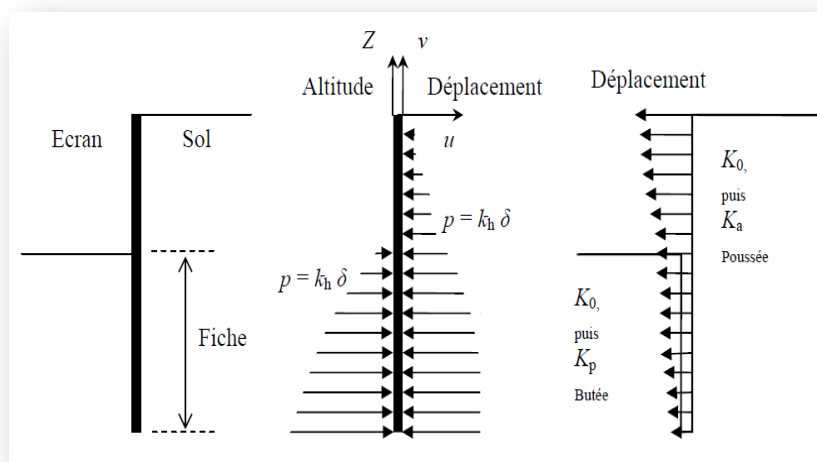 Ecran
Sol
Fiche
Z
v
Altitude
Déplacement
u
p = kh δ
p = kh δ
Déplacement
K0,
puis
Ka
Poussée
K0,
puis
Kp
Butée